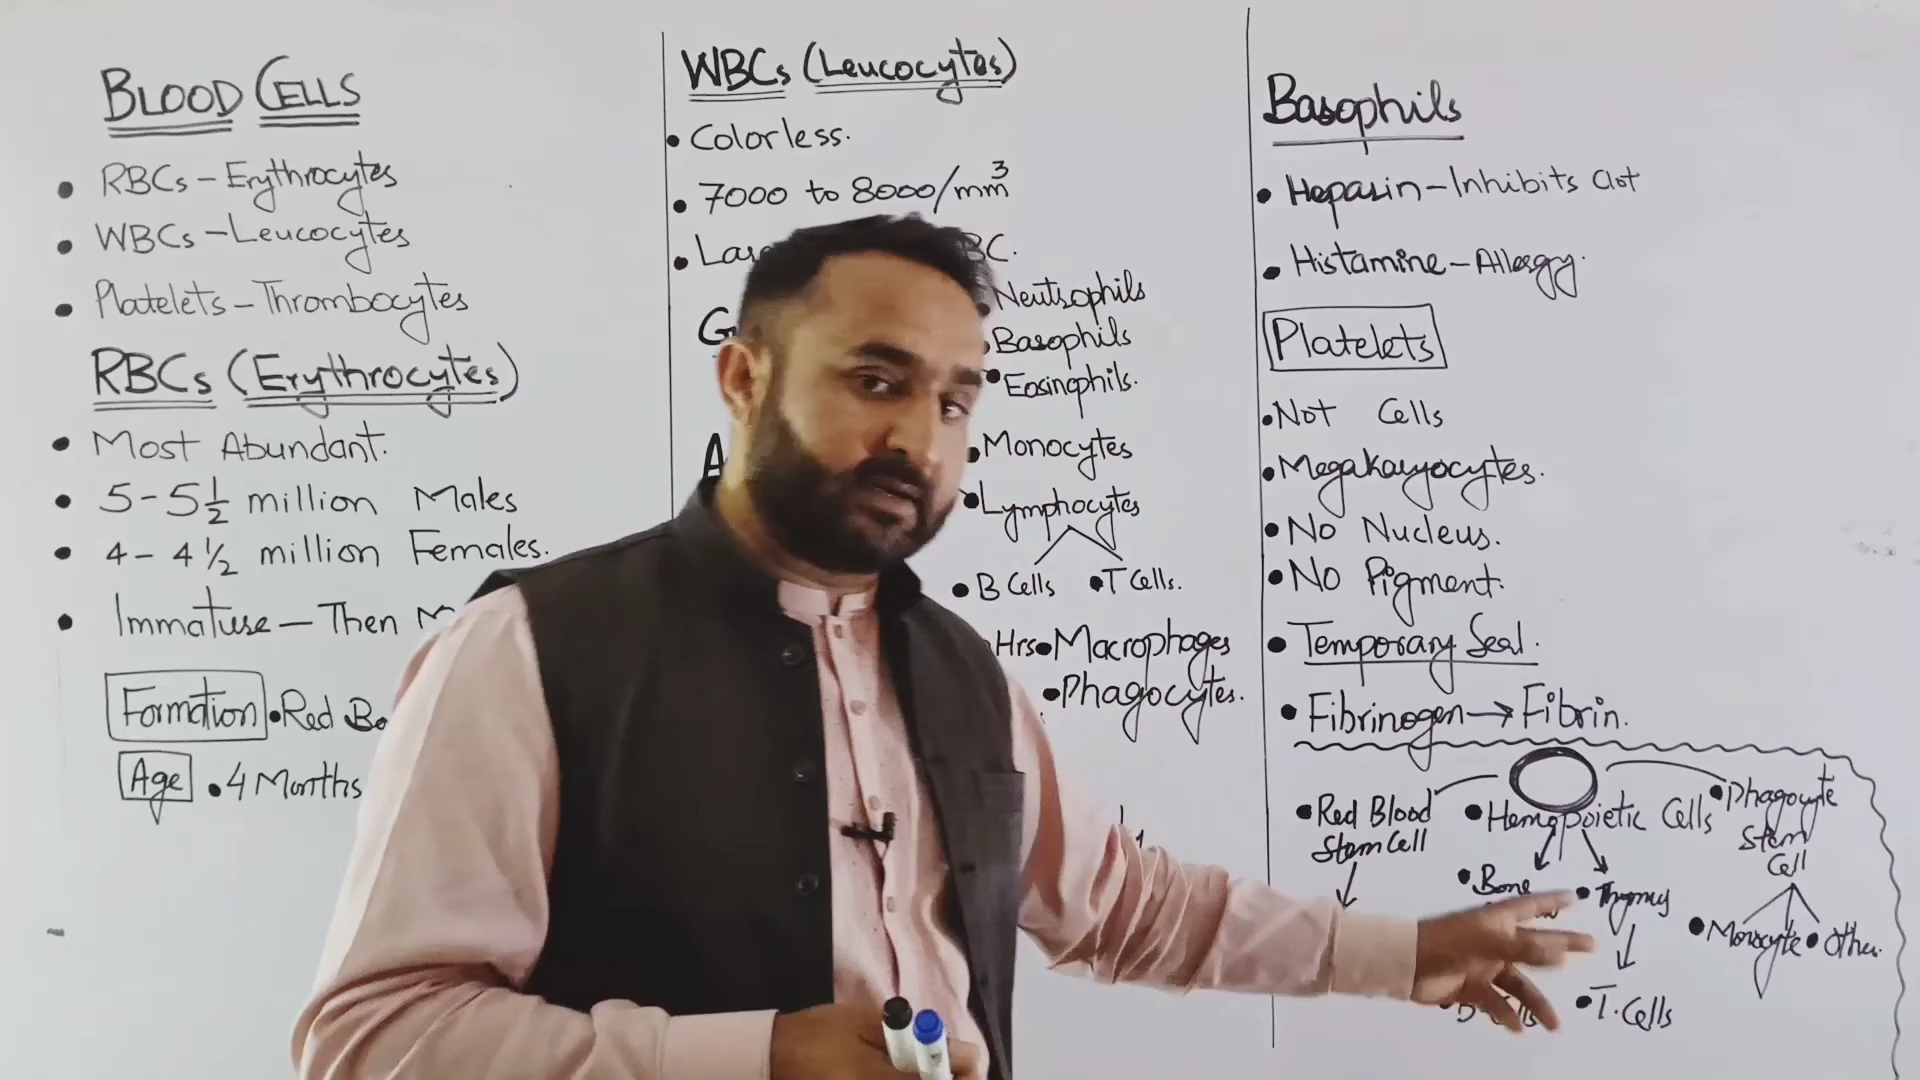 BLOOD CELLS
• RBCs – Erythrocytes
• WBCs – Leucocytes
• Platelets – Thrombocytes
RBCs (Erythrocytes)
• Most Abundant.
• 5 - 5 1/2 million Males
• 4 - 4 1/2 million Females.
• Immature – Then
Formation • Red
Age • 4 Months
WBCs (Leucocytes)
• Colorless.
• 7000 to 8000/mm³
•
• Neutrophils
• Basophils
• Eosinophils.
• Monocytes
• Lymphocytes
• B Cells • T Cells.
Hrs • Macrophages
• Phagocytes.
Basophils
• Heparin – Inhibits Clot
• Histamine – Allergy.
Platelets
• Not Cells
• Megakaryocytes.
• No Nucleus.
• No Pigment.
• Temporary Seal.
• Fibrinogen → Fibrin.
• Red Blood
Stem Cell
• Hemopoietic Cells
• Phagocyte
Stem
Cell
• Bone
• Thymus
• Monocyte • Other.
• T. Cells